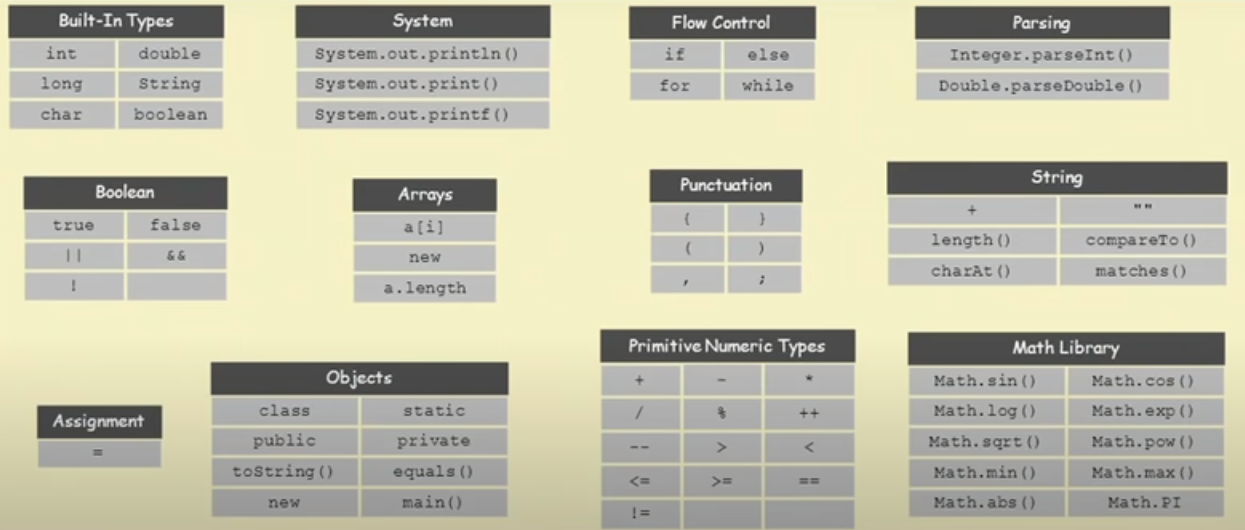 Built-In Types
int double
long String
char boolean
System
System.out.println()
System.out.print()
System.out.printf()
Flow Control
if else
for while
Parsing
Integer.parseInt()
Double.parseDouble()
Boolean
true false
|| &&
!
Arrays
a[i]
new
a.length
Punctuation
{ }
( )
, ;
String
+ ""
length() compareTo()
charAt() matches()
Assignment
=
Objects
class static
public private
toString() equals()
new main()
Primitive Numeric Types
+ - *
/ % ++
-- > <
<= >= ==
!=
Math Library
Math.sin() Math.cos()
Math.log() Math.exp()
Math.sqrt() Math.pow()
Math.min() Math.max()
Math.abs() Math.PI